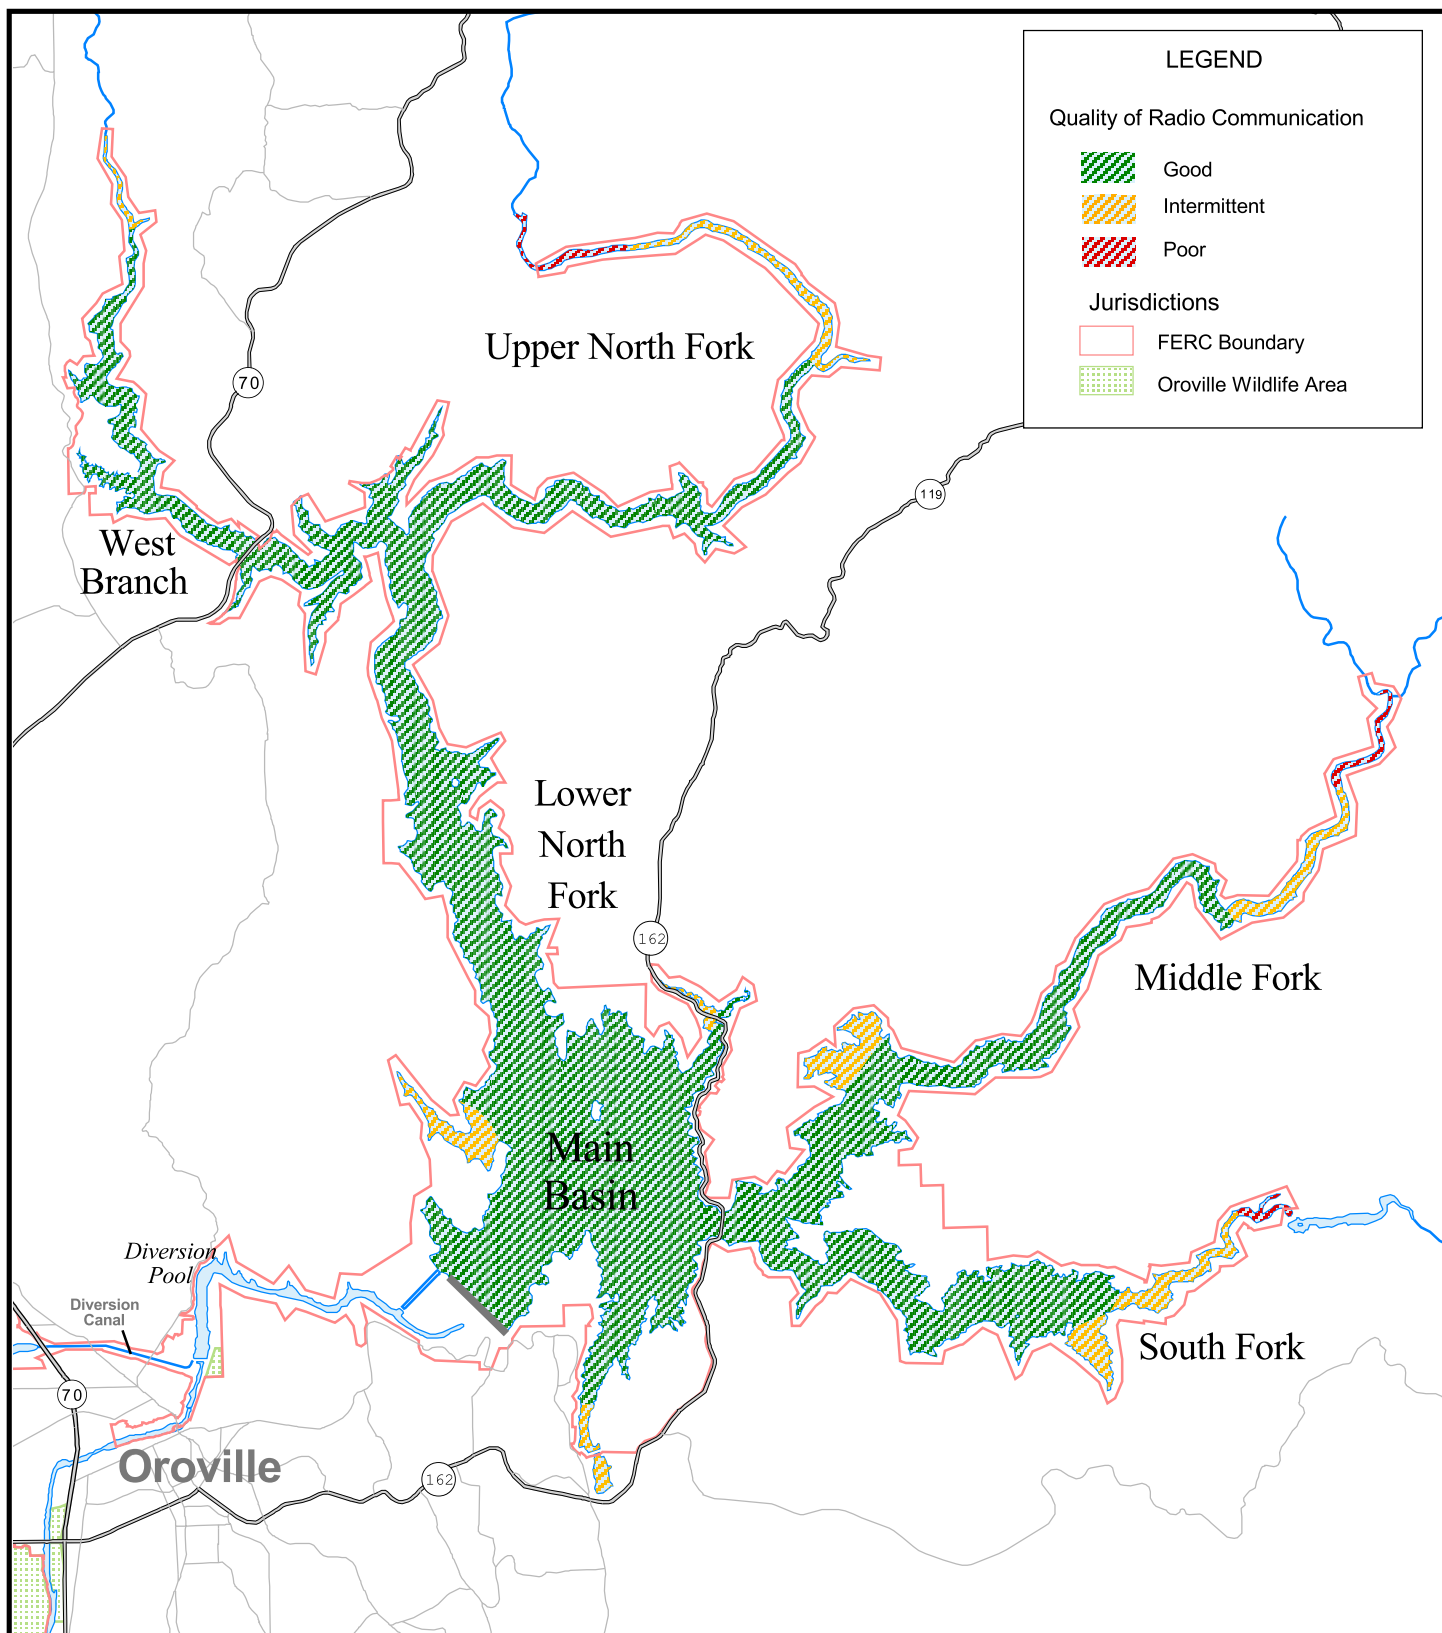 LEGEND
Quality of Radio Communication
Good
Intermittent
Poor
Jurisdictions
FERC Boundary
Oroville Wildlife Area
Upper North Fork
70
119
West
Branch
Lower
North
Fork
162
Middle Fork
Main
Basin
Diversion
Pool
Diversion
Canal
South Fork
70
Oroville
162